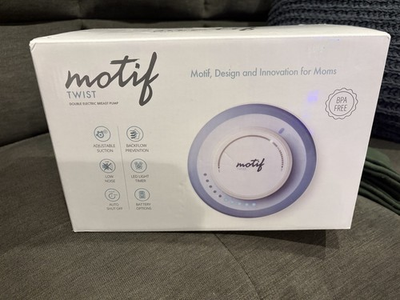 motif
TWIST
DOUBLE ELECTRIC BREAST PUMP
Motif, Design and Innovation for Moms
BPA
FREE
ADJUSTABLE
SUCTION
BACKFLOW
PREVENTION
LOW
NOISE
LED LIGHT
TIMER
AUTO
SHUTOFF
BATTERY
OPTIONAL
motif